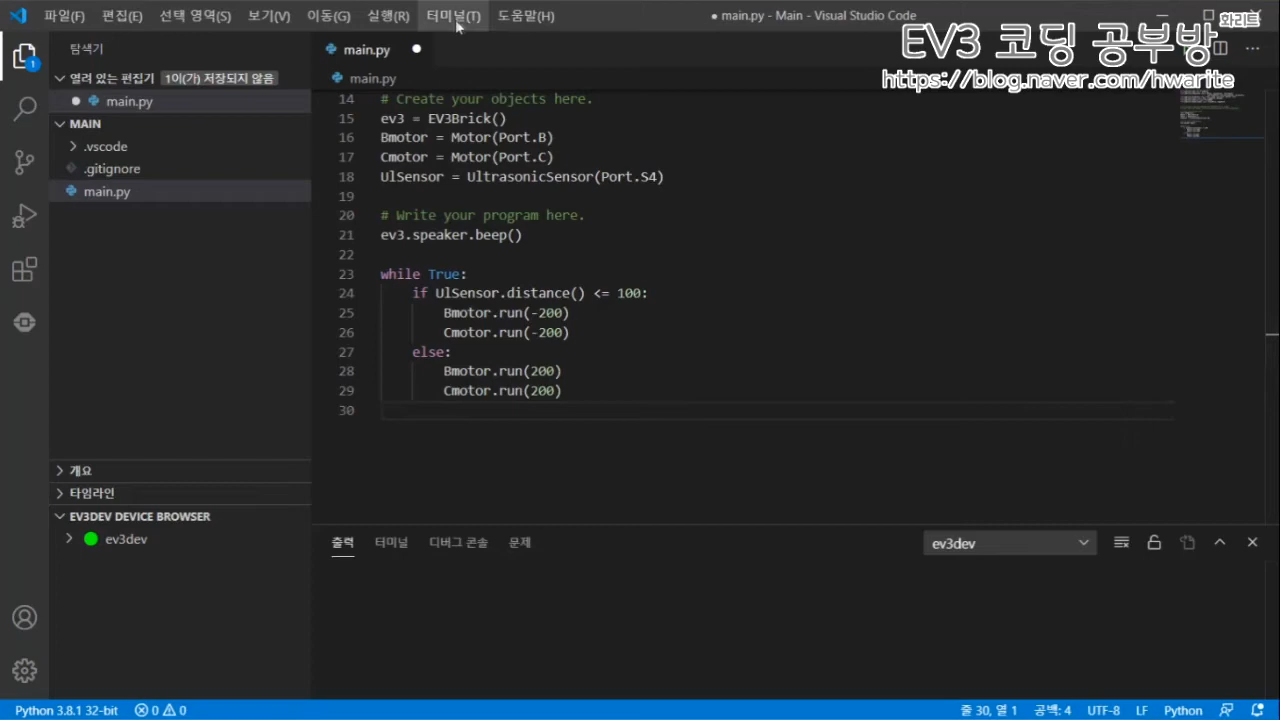 파일(F) 편집(E) 선택 영역(S) 보기(V) 이동(G) 실행(R) 터미널(T) 도움말(H) ● main.py - Main - Visual Studio Code
화리트
EV3 코딩 공부방
https://blog.naver.com/hwarite
탐색기
열려 있는 편집기 1이(가) 저장되지 않음
main.py
MAIN
.vscode
.gitignore
main.py
개요
타임라인
EV3DEV DEVICE BROWSER
ev3dev
main.py
main.py
14 # Create your objects here.
15 ev3 = EV3Brick()
16 Bmotor = Motor(Port.B)
17 Cmotor = Motor(Port.C)
18 UlSensor = UltrasonicSensor(Port.S4)
19
20 # Write your program here.
21 ev3.speaker.beep()
22
23 while True:
24     if UlSensor.distance() <= 100:
25         Bmotor.run(-200)
26         Cmotor.run(-200)
27     else:
28         Bmotor.run(200)
29         Cmotor.run(200)
30
출력 터미널 디버그 콘솔 문제 ev3dev
1
Python 3.8.1 32-bit 0 0 줄 30, 열 1 공백: 4 UTF-8 LF Python